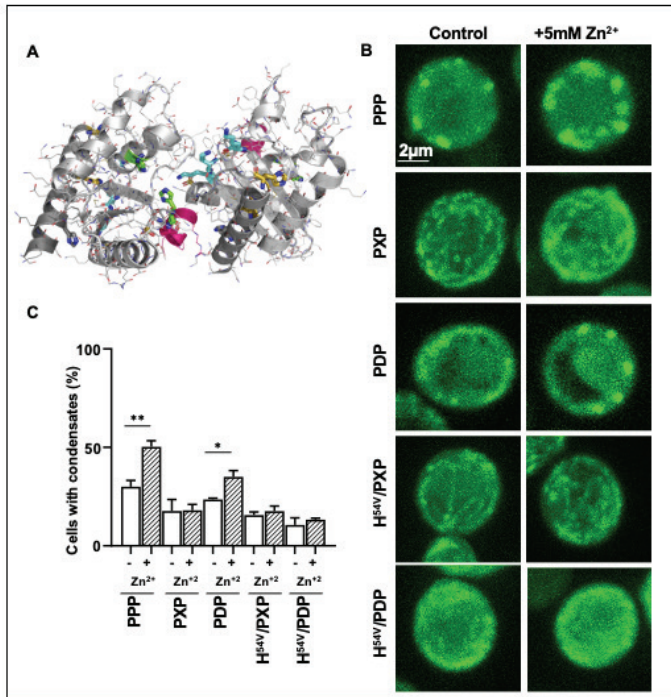 A
B
Control
+5mM Zn²⁺
PPP
2µm
PXP
PDP
H⁵⁴ⱽ/PXP
H⁵⁴ⱽ/PDP
C
Cells with condensates (%)
100
50
0
**
*
- + - + - + - + - +
Zn²⁺ Zn⁺² Zn⁺² Zn⁺² Zn⁺²
PPP
PXP
PDP
H⁵⁴ⱽ/PXP
H⁵⁴ⱽ/PDP